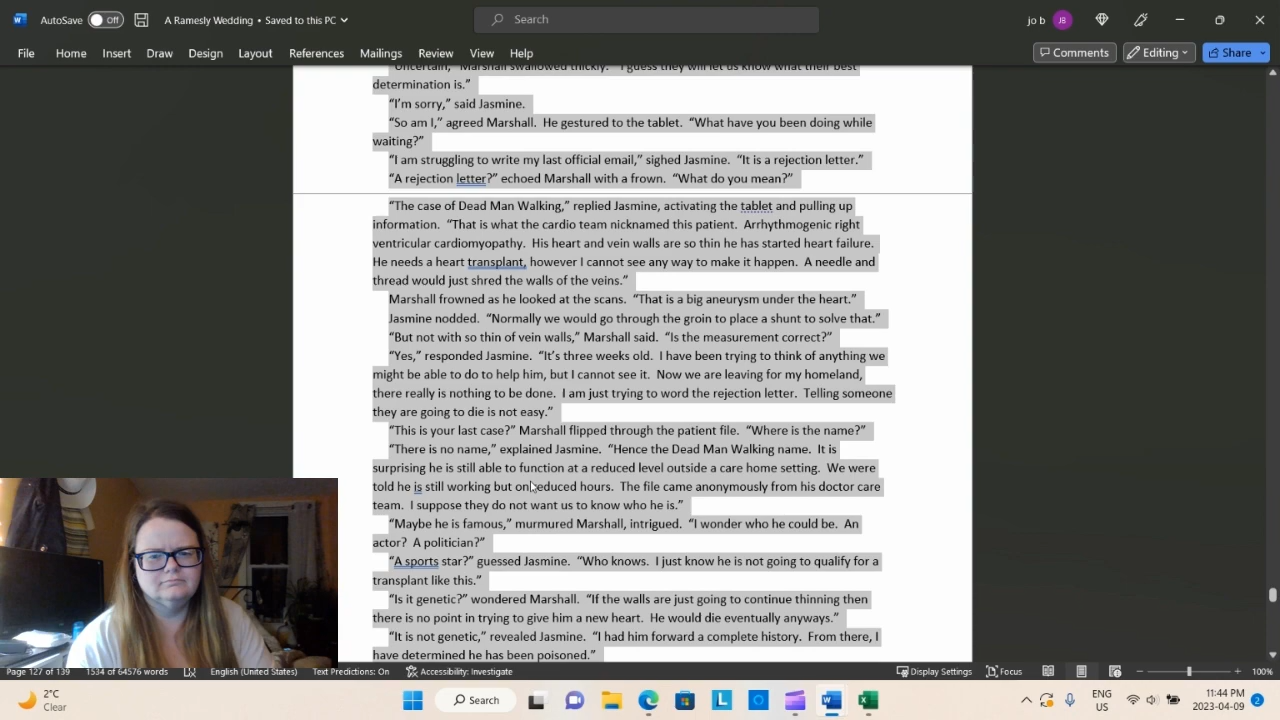 AutoSave Off A Ramesly Wedding • Saved to this PC Search jo b JB
File Home Insert Draw Design Layout References Mailings Review View Help Comments Editing Share
"Uncertain," Marshall swallowed thickly. "I guess they will let us know what their best
determination is."
"I'm sorry," said Jasmine.
"So am I," agreed Marshall. He gestured to the tablet. "What have you been doing while
waiting?"
"I am struggling to write my last official email," sighed Jasmine. "It is a rejection letter."
"A rejection letter?" echoed Marshall with a frown. "What do you mean?"
"The case of Dead Man Walking," replied Jasmine, activating the tablet and pulling up
information. "That is what the cardio team nicknamed this patient. Arrhythmogenic right
ventricular cardiomyopathy. His heart and vein walls are so thin he has started heart failure.
He needs a heart transplant, however I cannot see any way to make it happen. A needle and
thread would just shred the walls of the veins."
Marshall frowned as he looked at the scans. "That is a big aneurysm under the heart."
Jasmine nodded. "Normally we would go through the groin to place a shunt to solve that."
"But not with so thin of vein walls," Marshall said. "Is the measurement correct?"
"Yes," responded Jasmine. "It's three weeks old. I have been trying to think of anything we
might be able to do to help him, but I cannot see it. Now we are leaving for my homeland,
there really is nothing to be done. I am just trying to word the rejection letter. Telling someone
they are going to die is not easy."
"This is your last case?" Marshall flipped through the patient file. "Where is the name?"
"There is no name," explained Jasmine. "Hence the Dead Man Walking name. It is
surprising he is still able to function at a reduced level outside a care home setting. We were
told he is still working but on reduced hours. The file came anonymously from his doctor care
team. I suppose they do not want us to know who he is."
"Maybe he is famous," murmured Marshall, intrigued. "I wonder who he could be. An
actor? A politician?"
"A sports star?" guessed Jasmine. "Who knows. I just know he is not going to qualify for a
transplant like this."
"Is it genetic?" wondered Marshall. "If the walls are just going to continue thinning then
there is no point in trying to give him a new heart. He would die eventually anyways."
"It is not genetic," revealed Jasmine. "I had him forward a complete history. From there, I
have determined he has been poisoned."
Page 127 of 139 1534 of 64576 words English (United States) Text Predictions: On Accessibility: Investigate Display Settings Focus 100%
2°C
Clear
Search
ENG
US
11:44 PM
2023-04-09
2